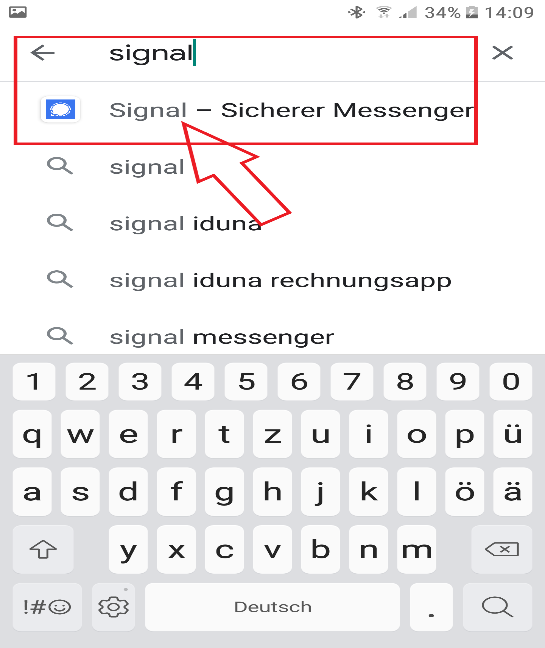 34% 14:09
signal
Signal – Sicherer Messenger
signal
signal iduna
signal iduna rechnungsapp
signal messenger
1 2 3 4 5 6 7 8 9 0
q w e r t z u i o p ü
a s d f g h j k l ö ä
y x c v b n m
!#☺ Deutsch .